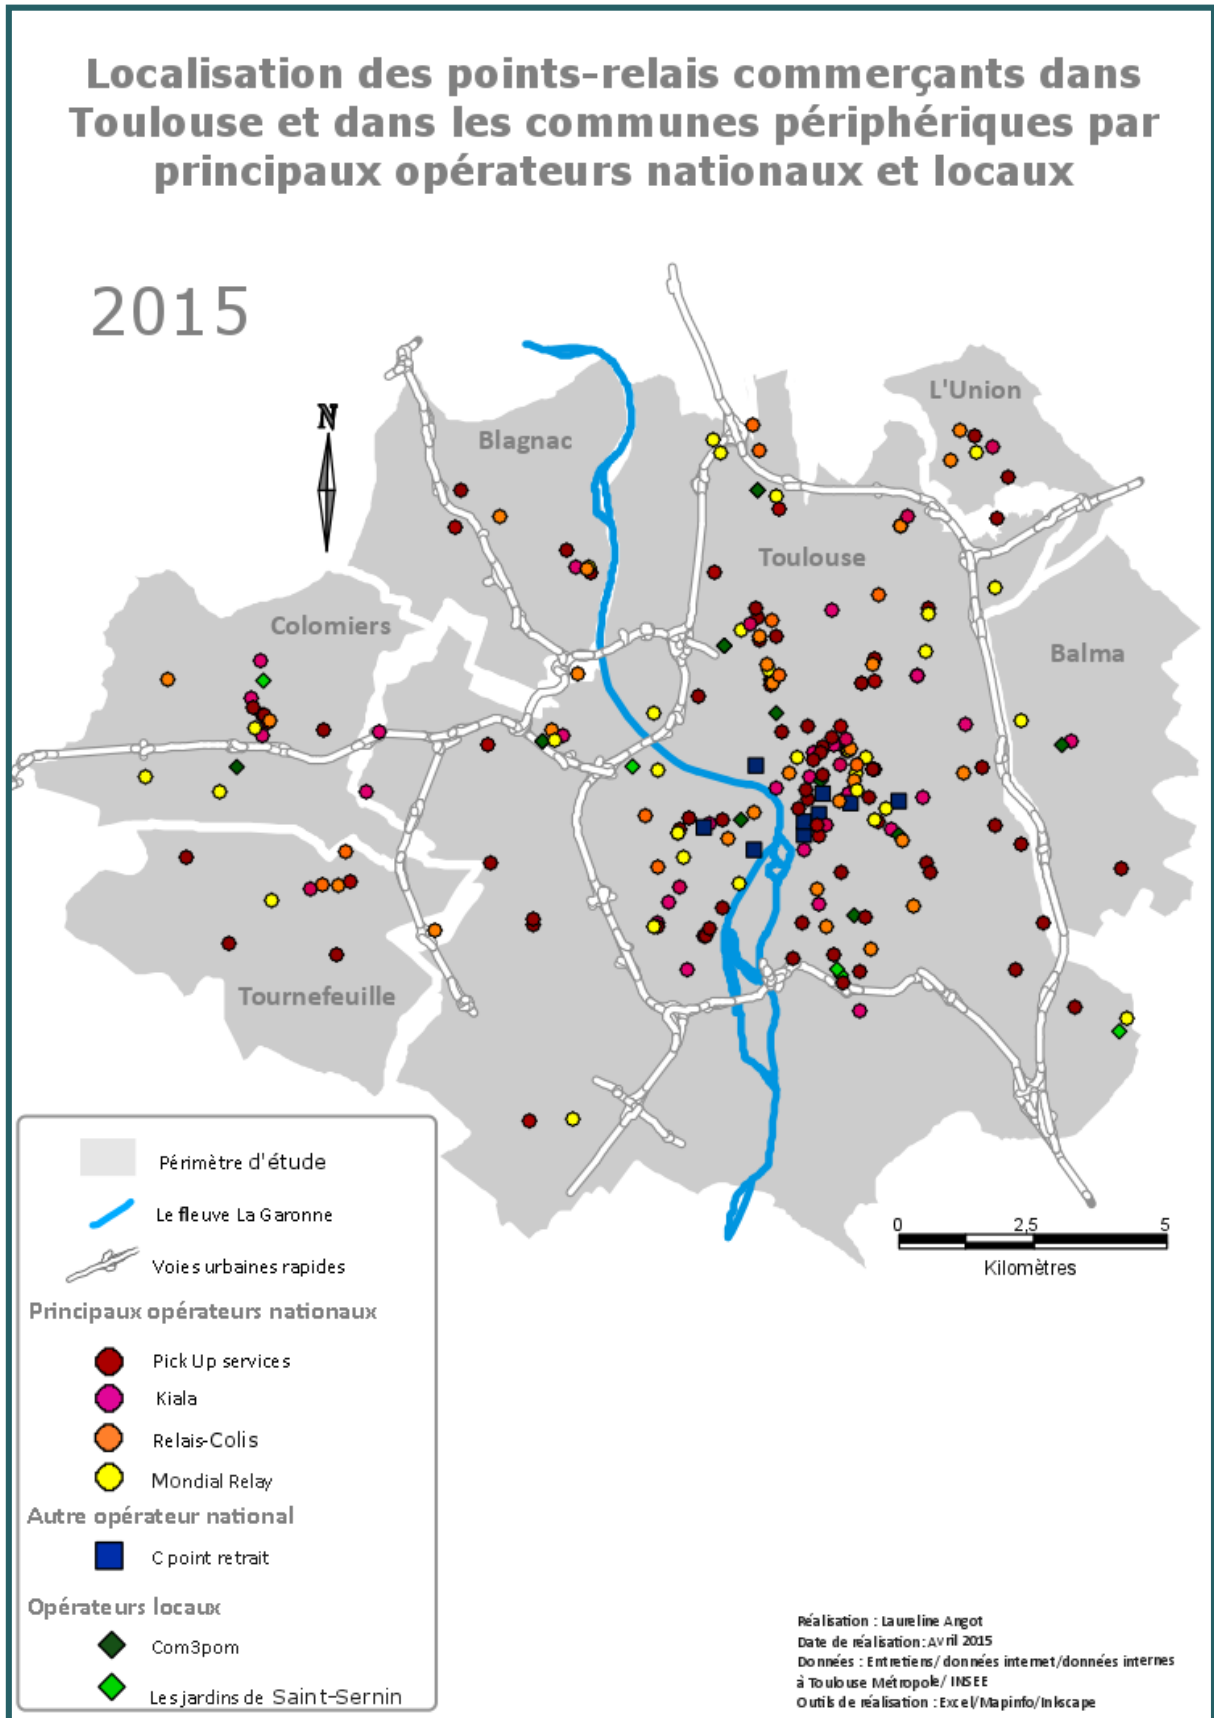 Localisation des points-relais commerçants dans
Toulouse et dans les communes périphériques par
principaux opérateurs nationaux et locaux
2015
N
L'Union
Blagnac
Toulouse
Colomiers
Balma
Tournefeuille
Périmètre d'étude
Le fleuve La Garonne
Voies urbaines rapides
Principaux opérateurs nationaux
Pick Up services
Kiala
Relais-Colis
Mondial Relay
Autre opérateur national
C point retrait
Opérateurs locaux
Com3pom
Les jardins de Saint-Sernin
0 2,5 5
Kilomètres
Réalisation : Laureline Angot
Date de réalisation: Avril 2015
Données : Entretiens/ données internet/données internes
à Toulouse Métropole/ INSEE
Outils de réalisation : Excel/Mapinfo/Inkscape